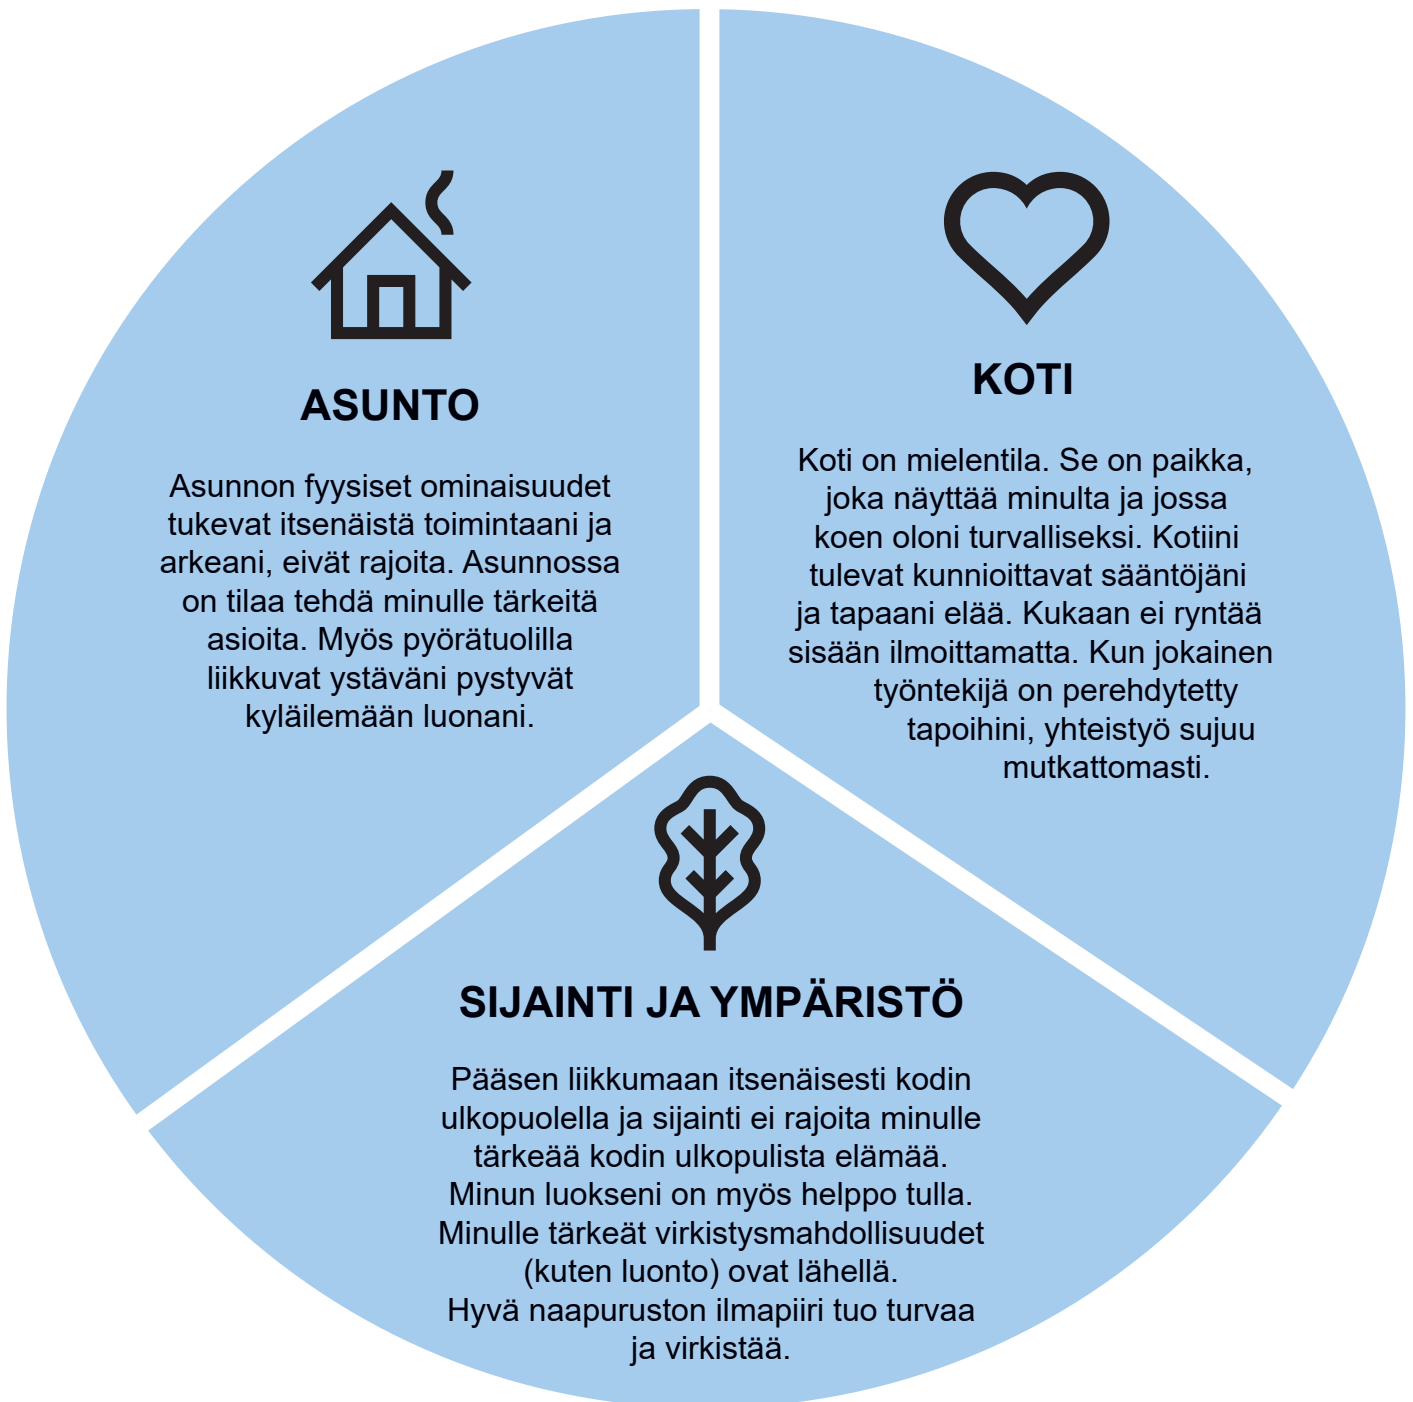 ASUNTO
Asunnon fyysiset ominaisuudet
tukevat itsenäistä toimintaani ja
arkeani, eivät rajoita. Asunnossa
on tilaa tehdä minulle tärkeitä
asioita. Myös pyörätuolilla
liikkuvat ystäväni pystyvät
kyläilemään luonani.
KOTI
Koti on mielentila. Se on paikka,
joka näyttää minulta ja jossa
koen oloni turvalliseksi. Kotiini
tulevat kunnioittavat sääntöjäni
ja tapaani elää. Kukaan ei ryntää
sisään ilmoittamatta. Kun jokainen
työntekijä on perehdytetty
tapoihini, yhteistyö sujuu
mutkattomasti.
SIJAINTI JA YMPÄRISTÖ
Pääsen liikkumaan itsenäisesti kodin
ulkopuolella ja sijainti ei rajoita minulle
tärkeää kodin ulkopulista elämää.
Minun luokseni on myös helppo tulla.
Minulle tärkeät virkistysmahdollisuudet
(kuten luonto) ovat lähellä.
Hyvä naapuruston ilmapiiri tuo turvaa
ja virkistää.